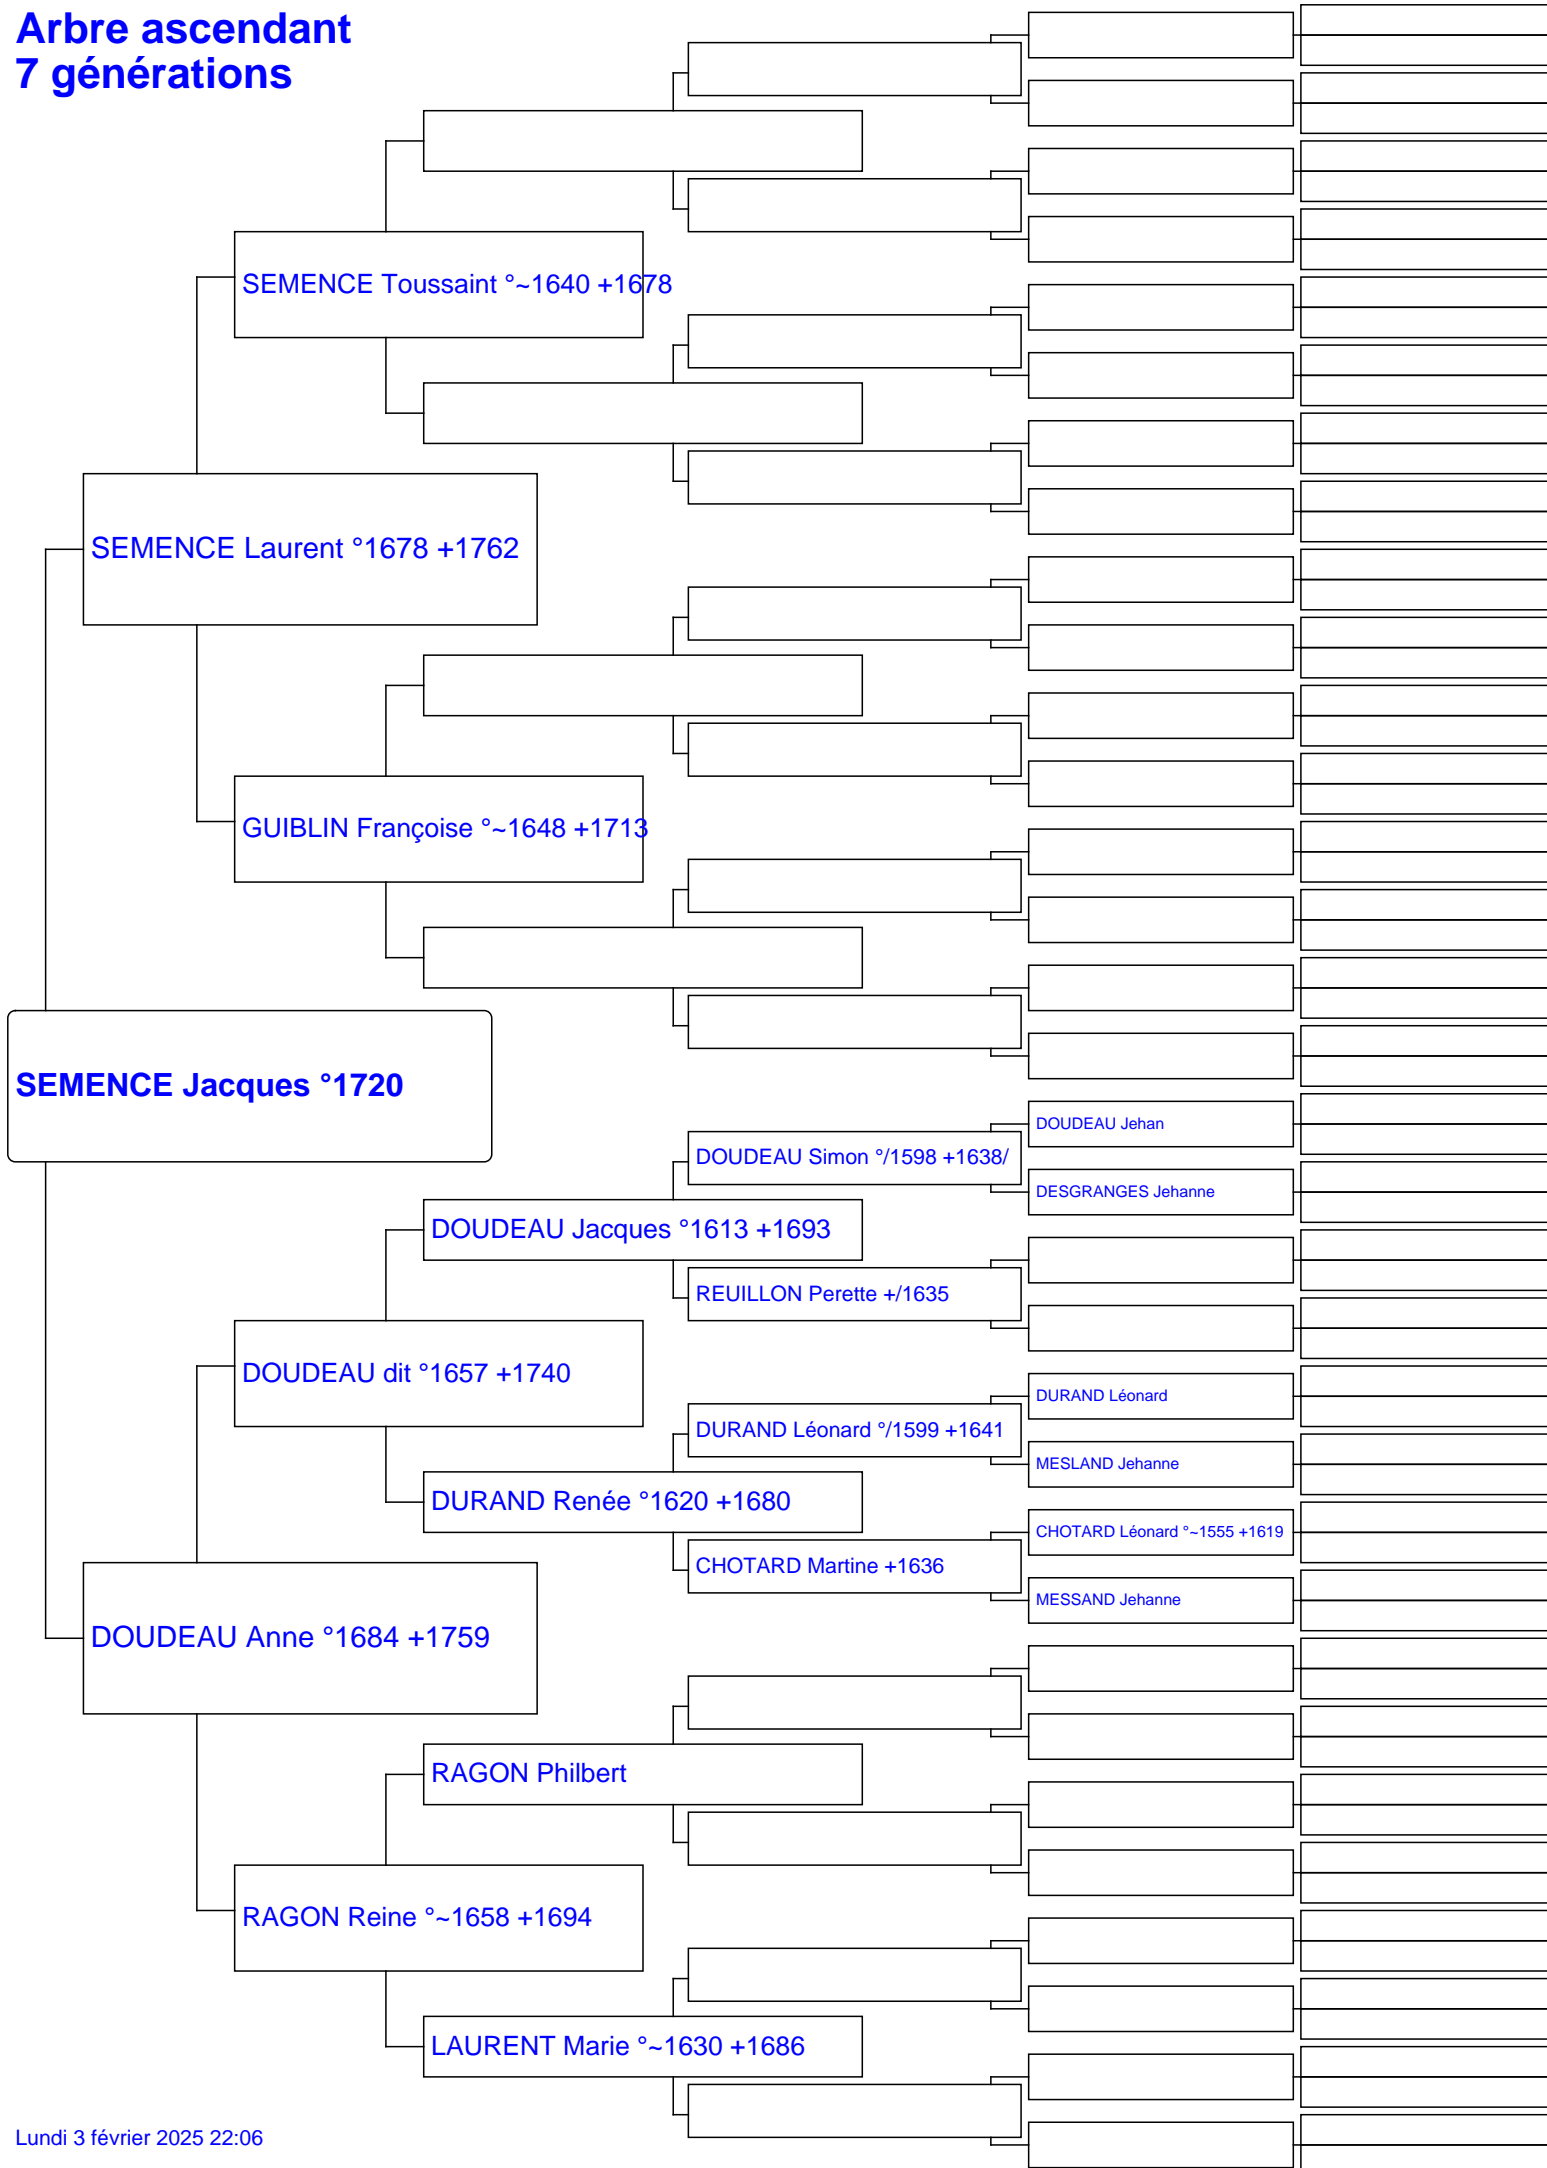 Arbre ascendant
7 générations
SEMENCE Toussaint °~1640 +1678
SEMENCE Laurent °1678 +1762
GUIBLIN Françoise °~1648 +1713
SEMENCE Jacques °1720
DOUDEAU Jehan
DOUDEAU Simon °/1598 +1638/
DESGRANGES Jehanne
DOUDEAU Jacques °1613 +1693
REUILLON Perette +/1635
DOUDEAU dit °1657 +1740
DURAND Léonard
DURAND Léonard °/1599 +1641
MESLAND Jehanne
DURAND Renée °1620 +1680
CHOTARD Léonard °~1555 +1619
CHOTARD Martine +1636
MESSAND Jehanne
DOUDEAU Anne °1684 +1759
RAGON Philbert
RAGON Reine °~1658 +1694
LAURENT Marie °~1630 +1686
Lundi 3 février 2025 22:06